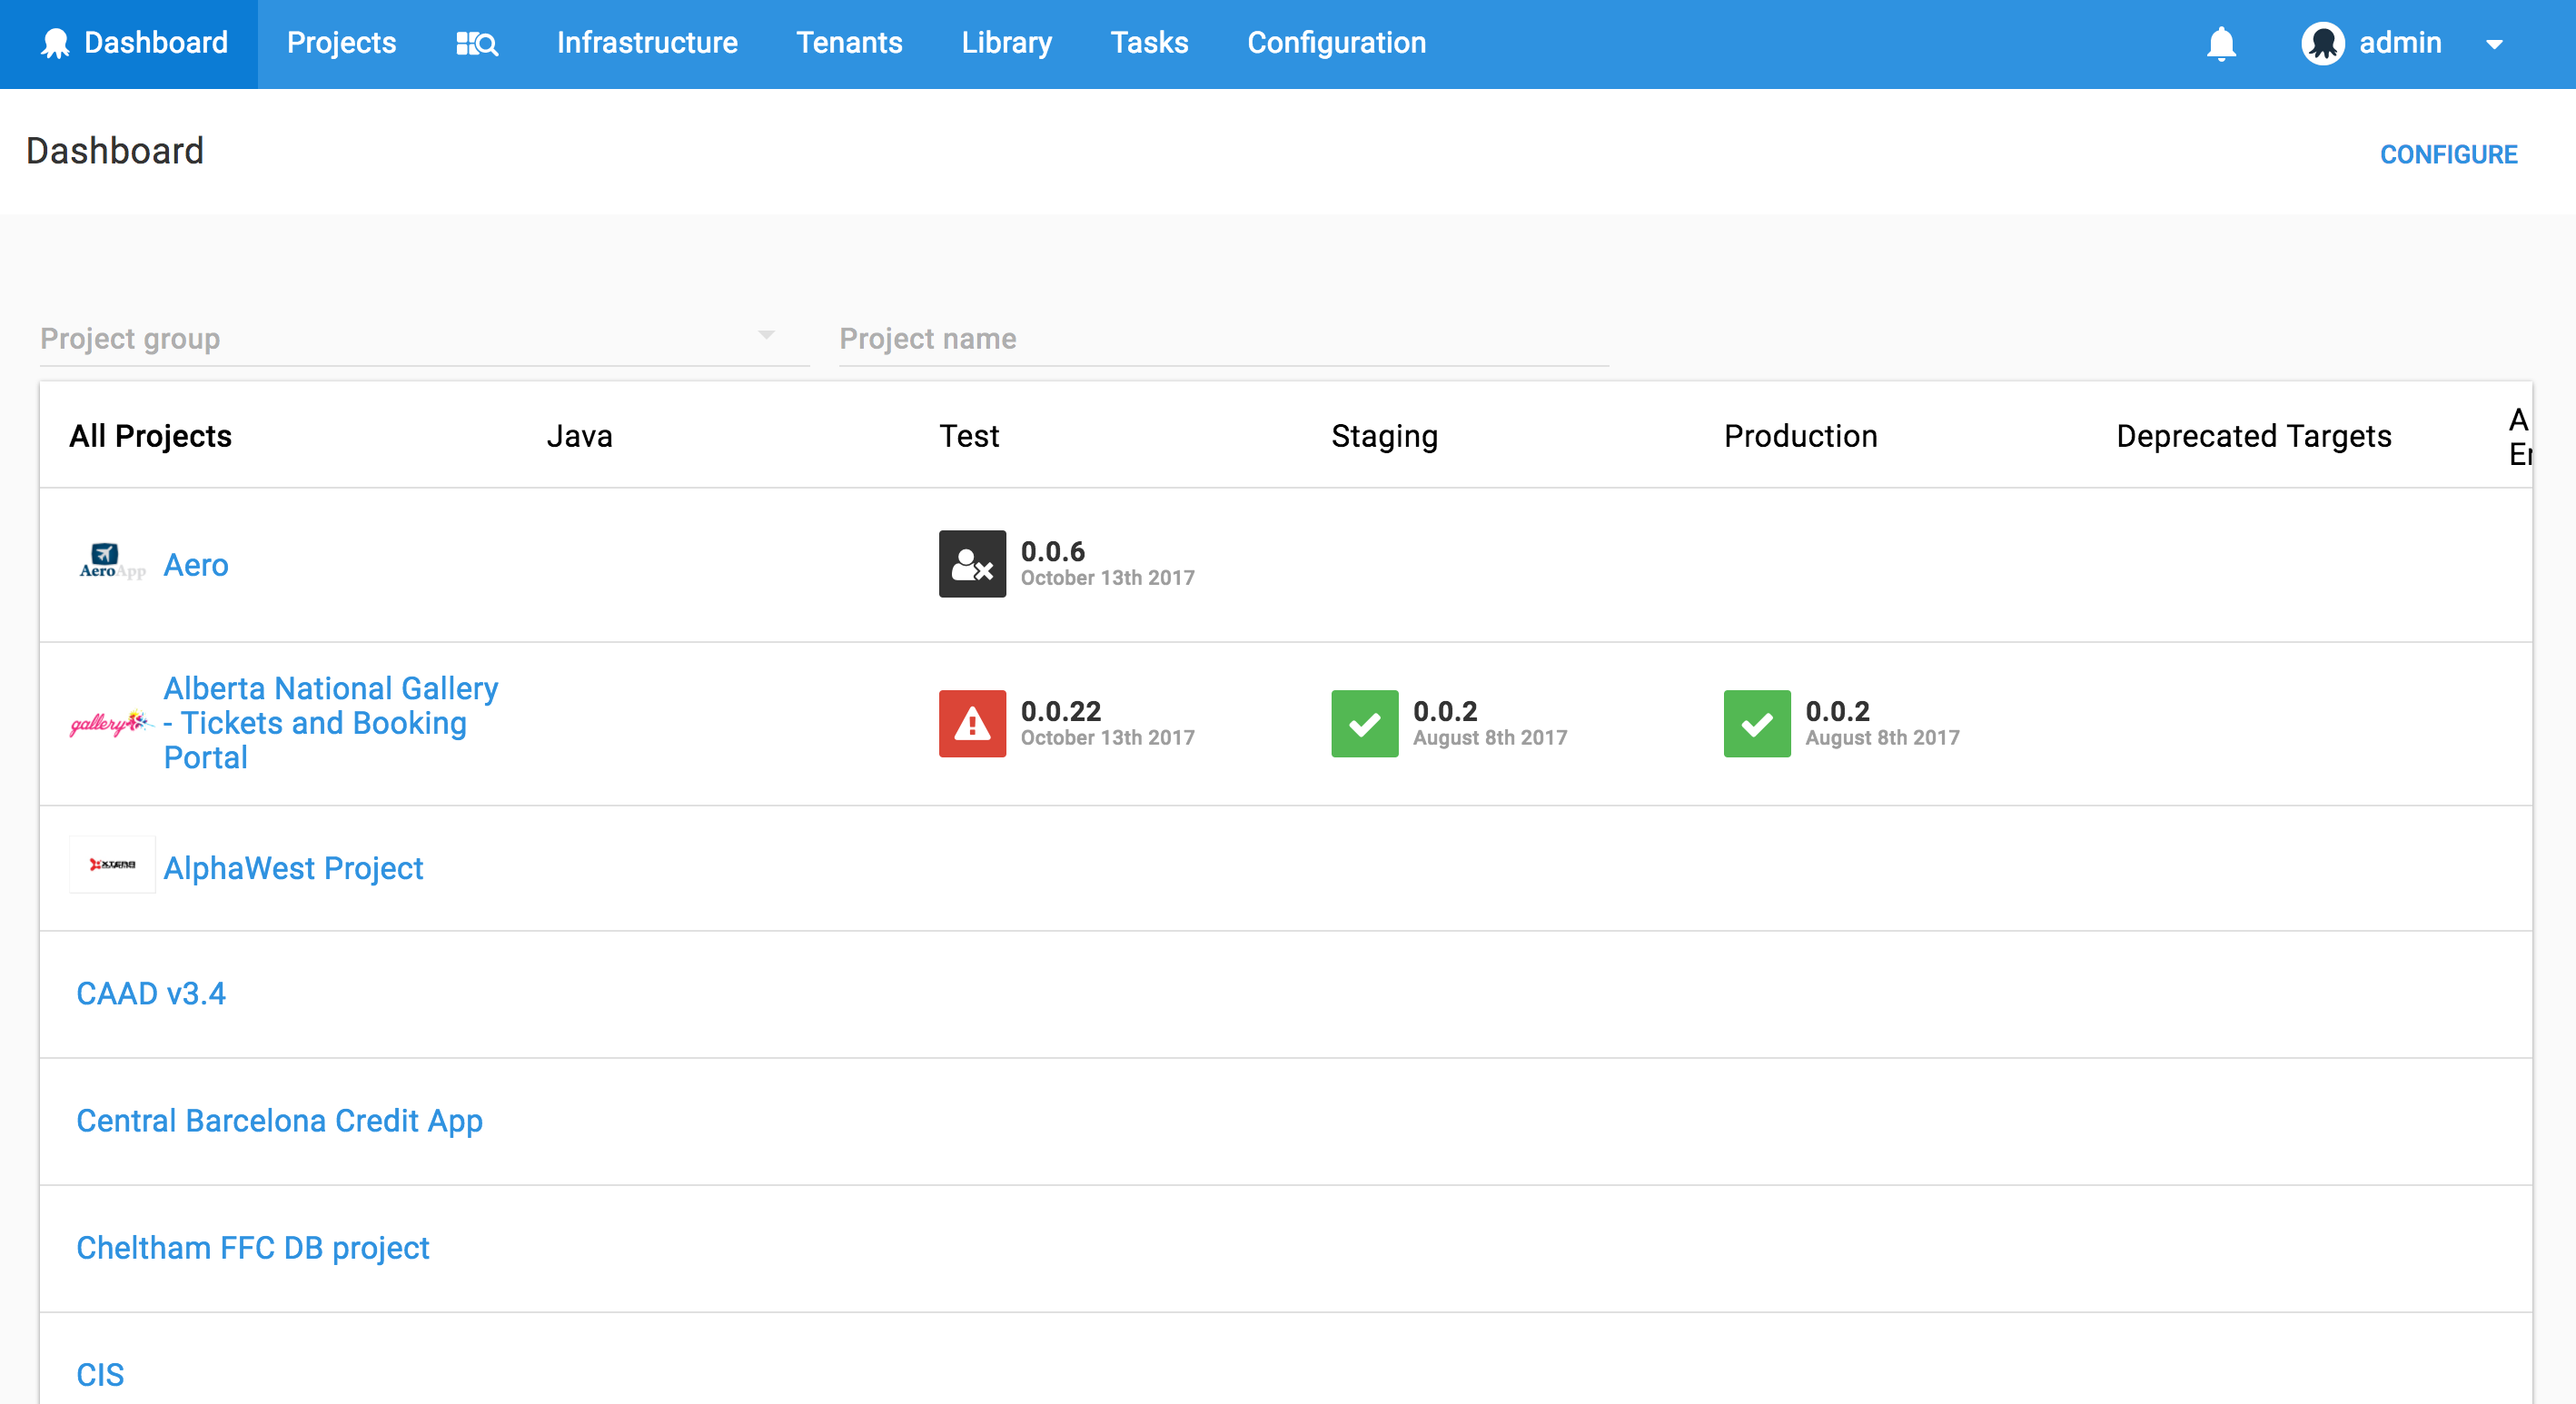 Dashboard Projects Infrastructure Tenants Library Tasks Configuration admin
Dashboard
CONFIGURE
Project group Project name
All Projects Java Test Staging Production Deprecated Targets
AeroApp
Aero
0.0.6
October 13th 2017
gallery
Alberta National Gallery
- Tickets and Booking
Portal
0.0.22
October 13th 2017
0.0.2
August 8th 2017
0.0.2
August 8th 2017
AlphaWest Project
CAAD v3.4
Central Barcelona Credit App
Cheltham FFC DB project
CIS